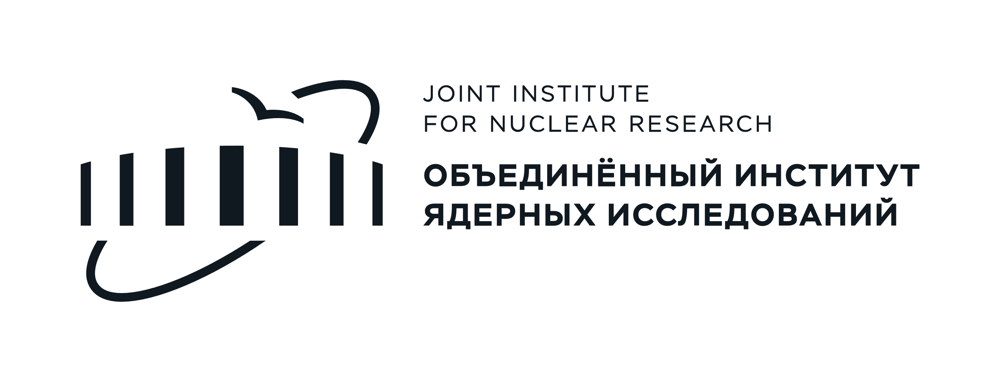 JOINT INSTITUTE
FOR NUCLEAR RESEARCH
ОБЪЕДИНЁННЫЙ ИНСТИТУТ
ЯДЕРНЫХ ИССЛЕДОВАНИЙ